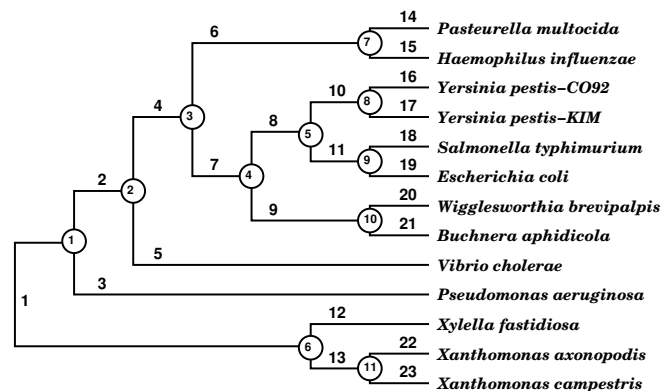 14 Pasteurella multocida
6
7
15 Haemophilus influenzae
16 Yersinia pestis–CO92
10
8
4
3
17 Yersinia pestis–KIM
8
5
18 Salmonella typhimurium
11
9
7
4
19 Escherichia coli
2
2
20 Wigglesworthia brevipalpis
9
10
21 Buchnera aphidicola
1
5 Vibrio cholerae
3 Pseudomonas aeruginosa
1
12 Xylella fastidiosa
6
22 Xanthomonas axonopodis
13
11
23 Xanthomonas campestris